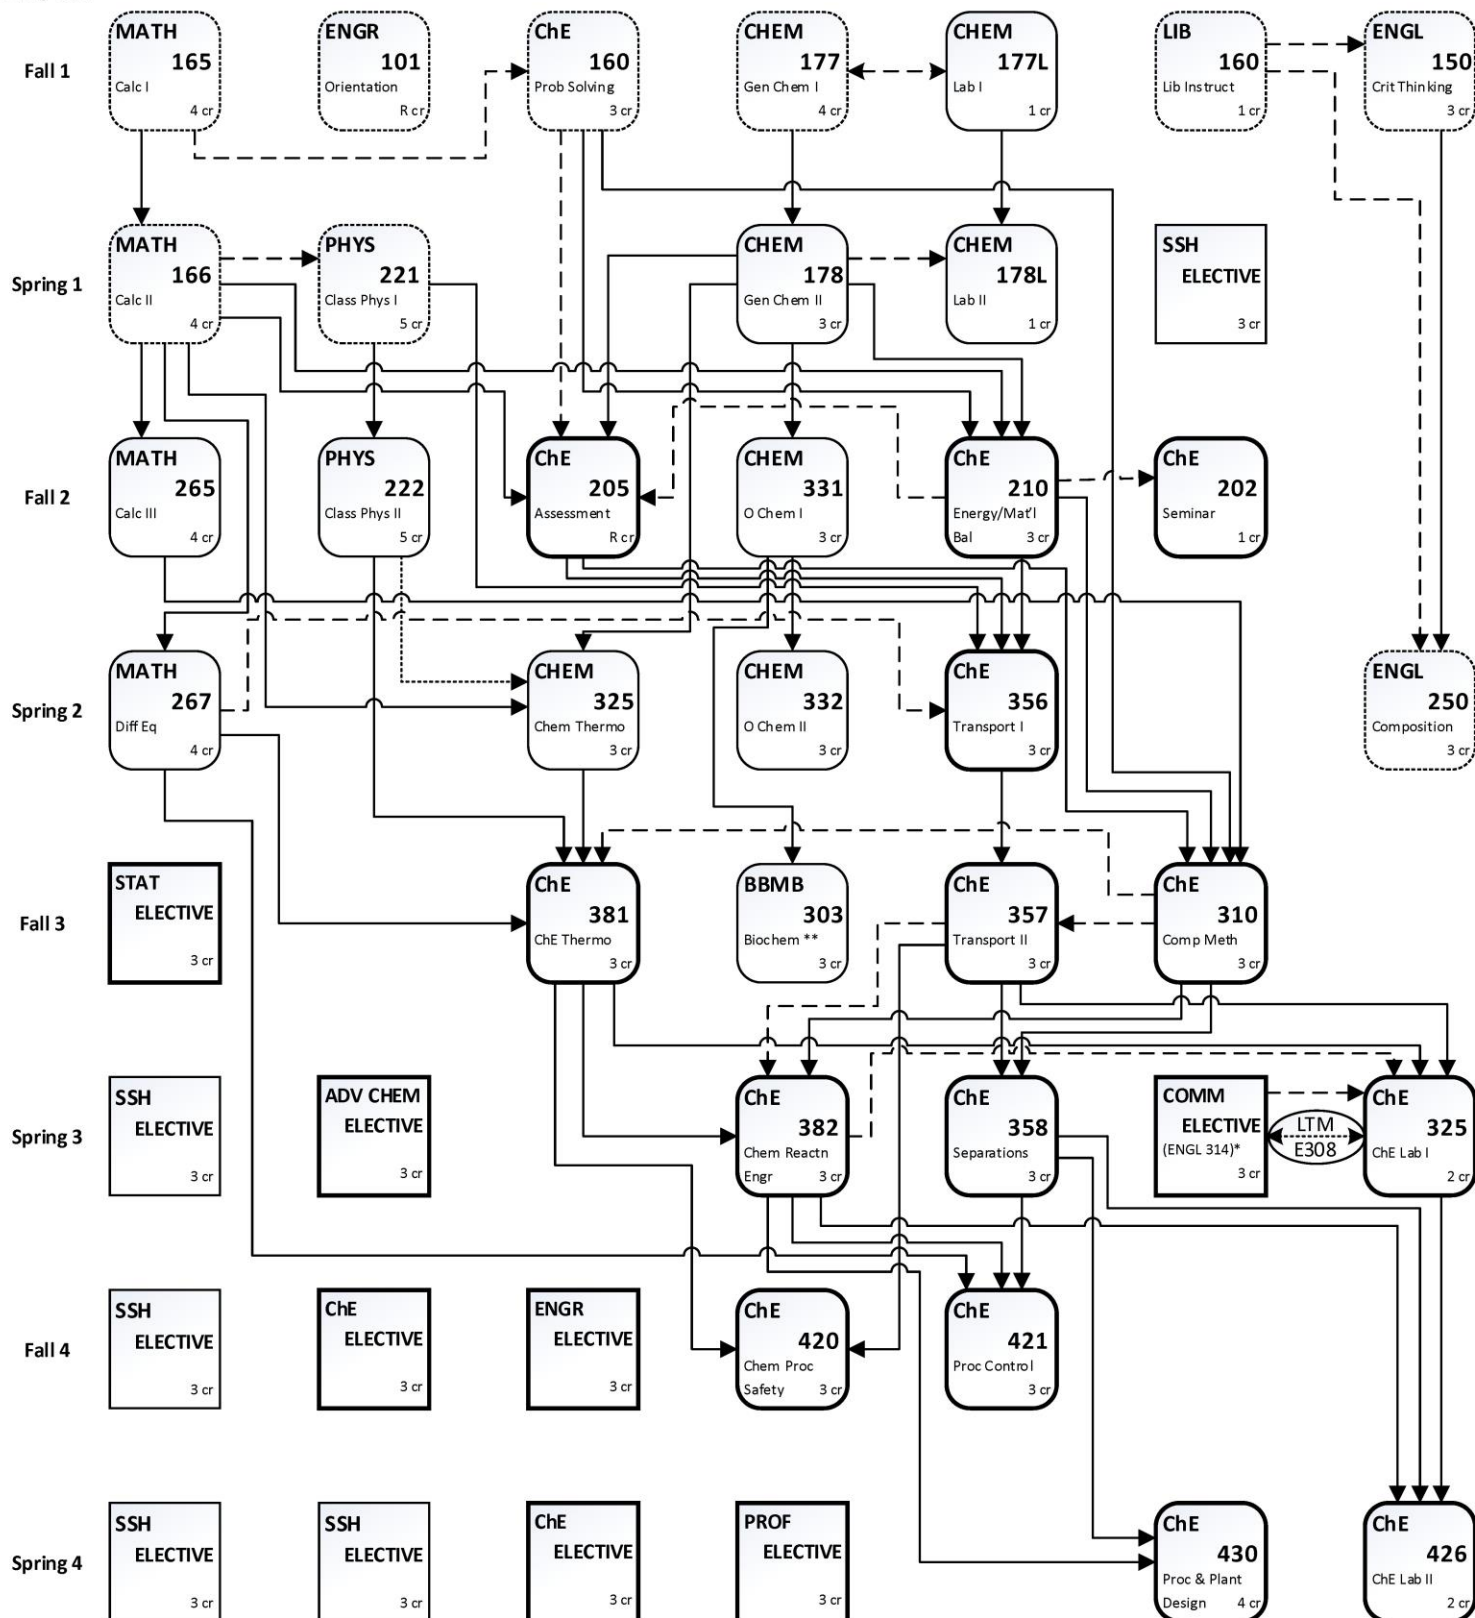 Fall 1
MATH
165
Calc I
4 cr
ENGR
101
Orientation
R cr
ChE
160
Prob Solving
3 cr
CHEM
177
Gen Chem I
4 cr
CHEM
177L
Lab I
1 cr
LIB
160
Lib Instruct
1 cr
ENGL
150
Crit Thinking
3 cr
Spring 1
MATH
166
Calc II
4 cr
PHYS
221
Class Phys I
5 cr
CHEM
178
Gen Chem II
3 cr
CHEM
178L
Lab II
1 cr
SSH
ELECTIVE
3 cr
Fall 2
MATH
265
Calc III
4 cr
PHYS
222
Class Phys II
5 cr
ChE
205
Assessment
R cr
CHEM
331
O Chem I
3 cr
ChE
210
Energy/Mat'l
Bal 3 cr
ChE
202
Seminar
1 cr
Spring 2
MATH
267
Diff Eq
4 cr
CHEM
325
Chem Thermo
3 cr
CHEM
332
O Chem II
3 cr
ChE
356
Transport I
3 cr
ENGL
250
Composition
3 cr
Fall 3
STAT
ELECTIVE
3 cr
ChE
381
ChE Thermo
3 cr
BBMB
303
Biochem **
3 cr
ChE
357
Transport II
3 cr
ChE
310
Comp Meth
3 cr
Spring 3
SSH
ELECTIVE
3 cr
ADV CHEM
ELECTIVE
3 cr
ChE
382
Chem Reactn
Engr 3 cr
ChE
358
Separations
3 cr
COMM
ELECTIVE
(ENGL 314)*
3 cr
LTM
E308
ChE
325
ChE Lab I
2 cr
Fall 4
SSH
ELECTIVE
3 cr
ChE
ELECTIVE
3 cr
ENGR
ELECTIVE
3 cr
ChE
420
Chem Proc
Safety 3 cr
ChE
421
Proc Control
3 cr
Spring 4
SSH
ELECTIVE
3 cr
SSH
ELECTIVE
3 cr
ChE
ELECTIVE
3 cr
PROF
ELECTIVE
3 cr
ChE
430
Proc & Plant
Design 4 cr
ChE
426
ChE Lab II
2 cr